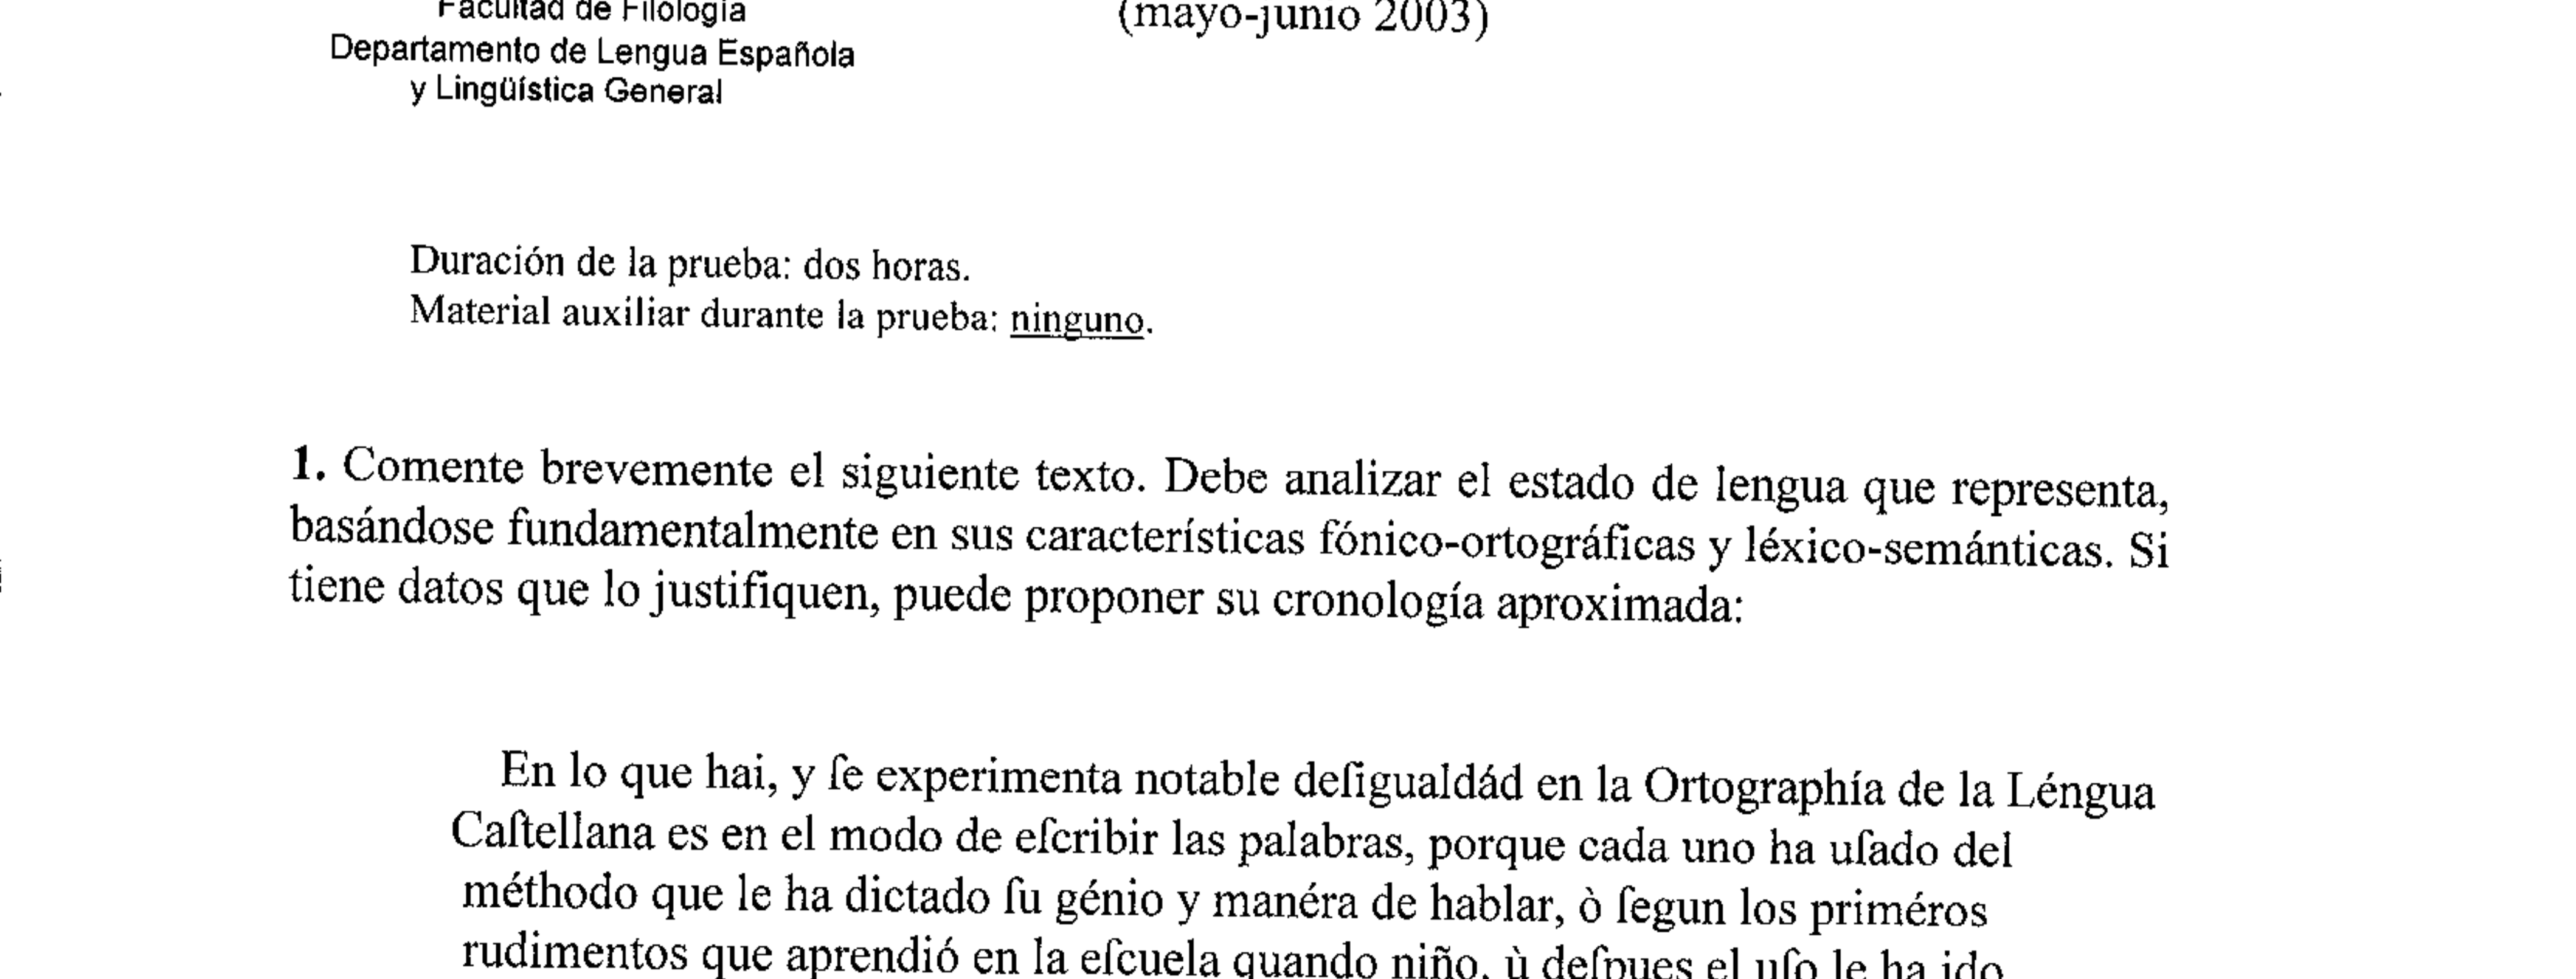 Facultad de Filología
(mayo-junio 2003)
Departamento de Lengua Española
y Lingüística General
Duración de la prueba: dos horas.
Material auxiliar durante la prueba: ninguno.
1. Comente brevemente el siguiente texto. Debe analizar el estado de lengua que representa,
basándose fundamentalmente en sus características fónico-ortográficas y léxico-semánticas. Si
tiene datos que lo justifiquen, puede proponer su cronología aproximada:
En lo que hai, y ſe experimenta notable deſigualdád en la Ortographía de la Léngua
Caſtellana es en el modo de eſcribir las palabras, porque cada uno ha uſado del
méthodo que le ha dictado ſu génio y manéra de hablar, ò ſegun los priméros
rudimentos que aprendió en la eſcuela quando niño, ù deſpues el uſo le ha ido